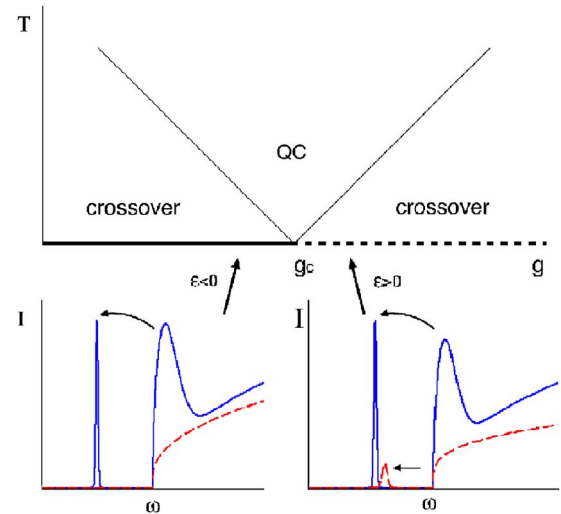 T
QC
crossover crossover
gc g
ε<0 ε>0
I I
ω ω